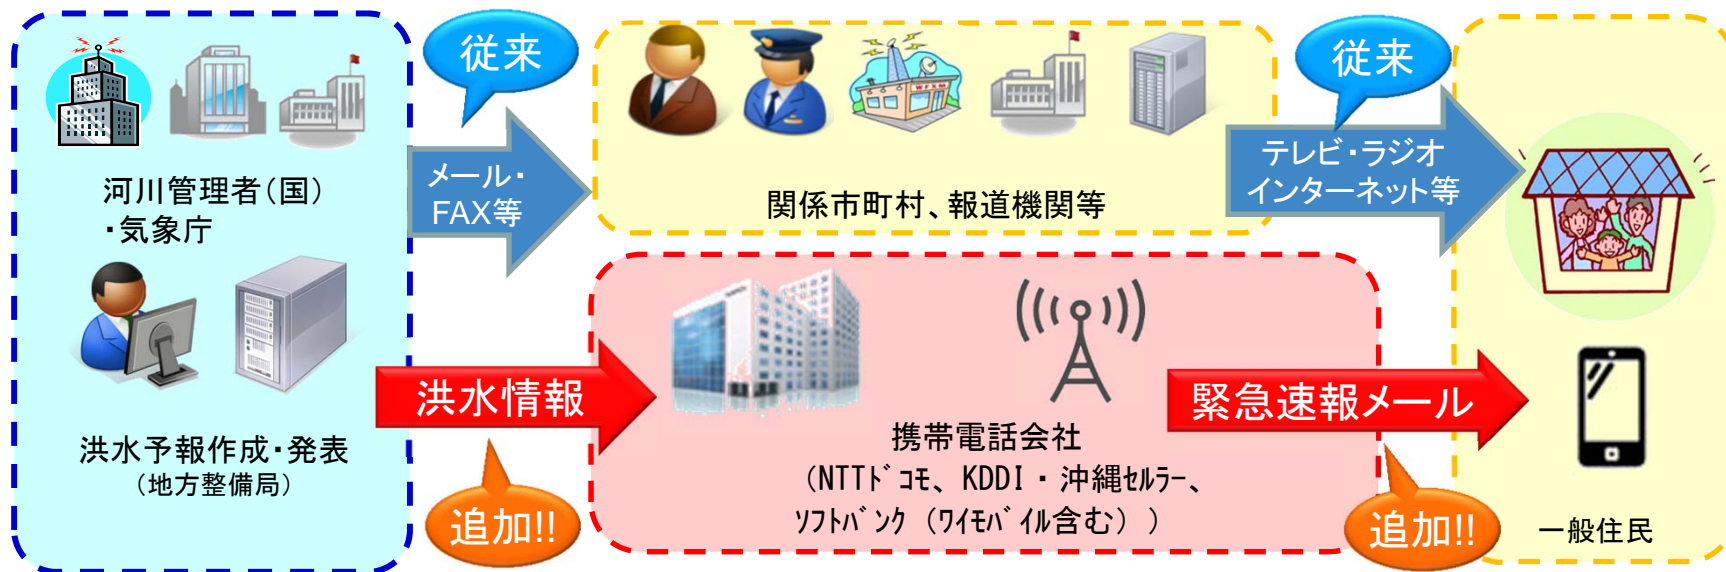 従来
従来
河川管理者（国）
・気象庁
メール・
FAX等
WFXM
関係市町村、報道機関等
テレビ・ラジオ
インターネット等
洪水予報作成・発表
（地方整備局）
洪水情報
追加!!
携帯電話会社
（NTTﾄﾞｺﾓ、KDDI・沖縄ｾﾙﾗｰ、
ｿﾌﾄﾊﾞﾝｸ（ﾜｲﾓﾊﾞｲﾙ含む））
緊急速報メール
追加!!
一般住民